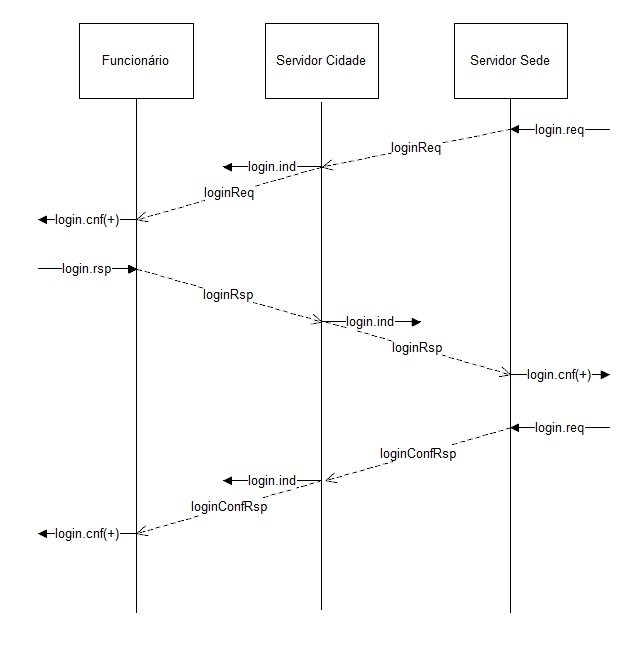 Funcionário
Servidor Cidade
Servidor Sede
login.req
loginReq
login.ind
loginReq
login.cnf(+)
login.rsp
loginRsp
login.ind
loginRsp
login.cnf(+)
login.req
loginConfRsp
login.ind
loginConfRsp
login.cnf(+)